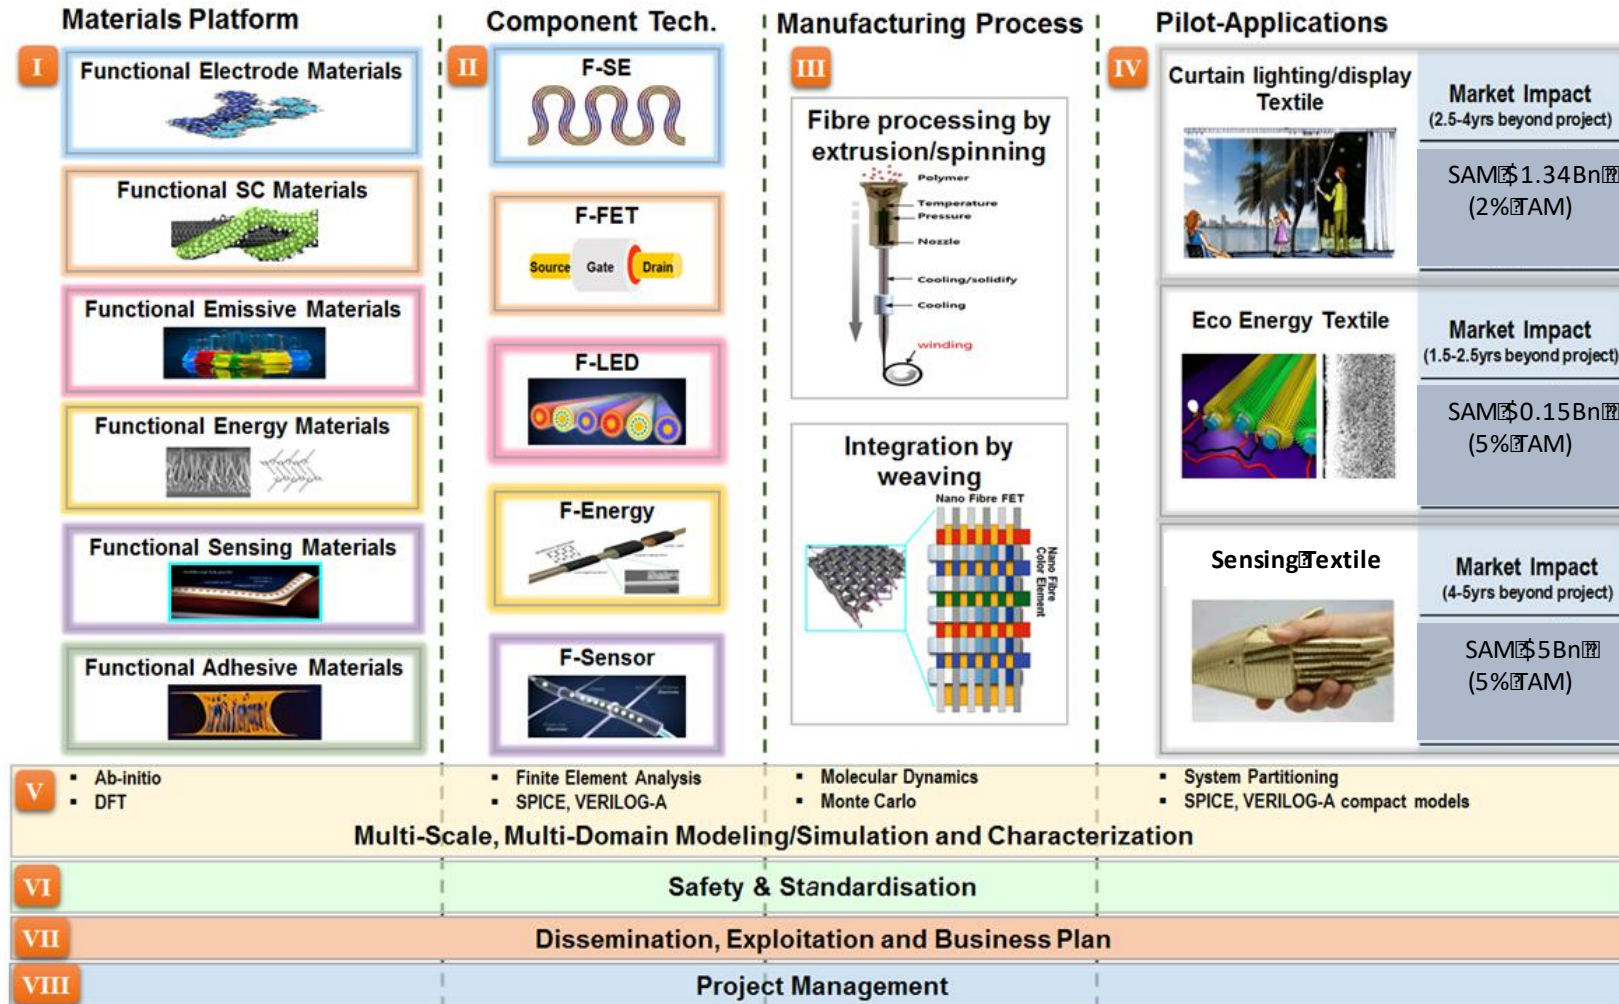 Materials Platform
I
Functional Electrode Materials
Functional SC Materials
Functional Emissive Materials
Functional Energy Materials
Functional Sensing Materials
Functional Adhesive Materials
Component Tech.
II
F-SE
F-FET
Source
Gate
Drain
F-LED
F-Energy
F-Sensor
Manufacturing Process
III
Fibre processing by
extrusion/spinning
Polymer
Temperature
Pressure
Nozzle
Cooling/solidify
Cooling
winding
Integration by
weaving
Nano Fibre FET
Nano Fibre
Color Element
Pilot-Applications
IV
Curtain lighting/display
Textile
Market Impact
(2.5-4yrs beyond project)
SAM $1.34Bn
(2% TAM)
Eco Energy Textile
Market Impact
(1.5-2.5yrs beyond project)
SAM $0.15Bn
(5% TAM)
Sensing Textile
Market Impact
(4-5yrs beyond project)
SAM $5Bn
(5% TAM)
V
▪ Ab-initio
▪ DFT
▪ Finite Element Analysis
▪ SPICE, VERILOG-A
▪ Molecular Dynamics
▪ Monte Carlo
▪ System Partitioning
▪ SPICE, VERILOG-A compact models
Multi-Scale, Multi-Domain Modeling/Simulation and Characterization
VI
Safety & Standardisation
VII
Dissemination, Exploitation and Business Plan
VIII
Project Management